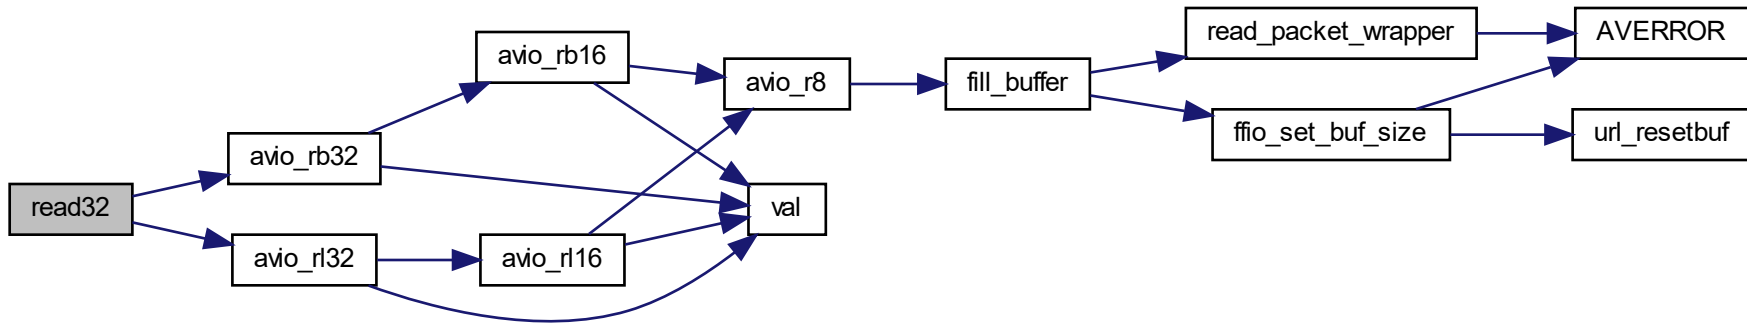 read32
avio_rb32
avio_rl32
avio_rb16
avio_rl16
avio_r8
val
fill_buffer
read_packet_wrapper
ffio_set_buf_size
AVERROR
url_resetbuf